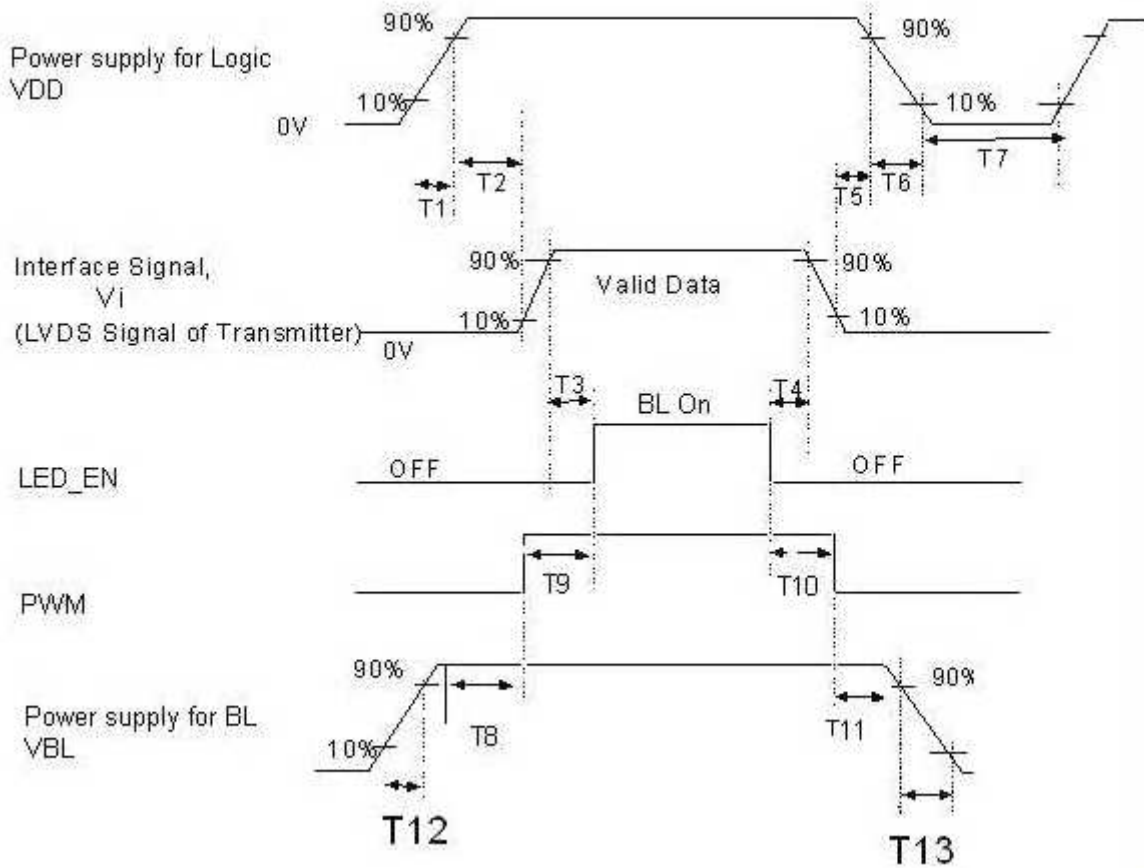 90%
90%
Power supply for Logic
VDD
10%
10%
0V
T1
T2
T5
T6
T7
Interface Signal,
Vi
(LVDS Signal of Transmitter)
90%
Valid Data
90%
10%
10%
0V
T3
BL On
T4
LED_EN
OFF
OFF
T9
T10
PWM
90%
90%
Power supply for BL
VBL
T8
T11
10%
T12
T13